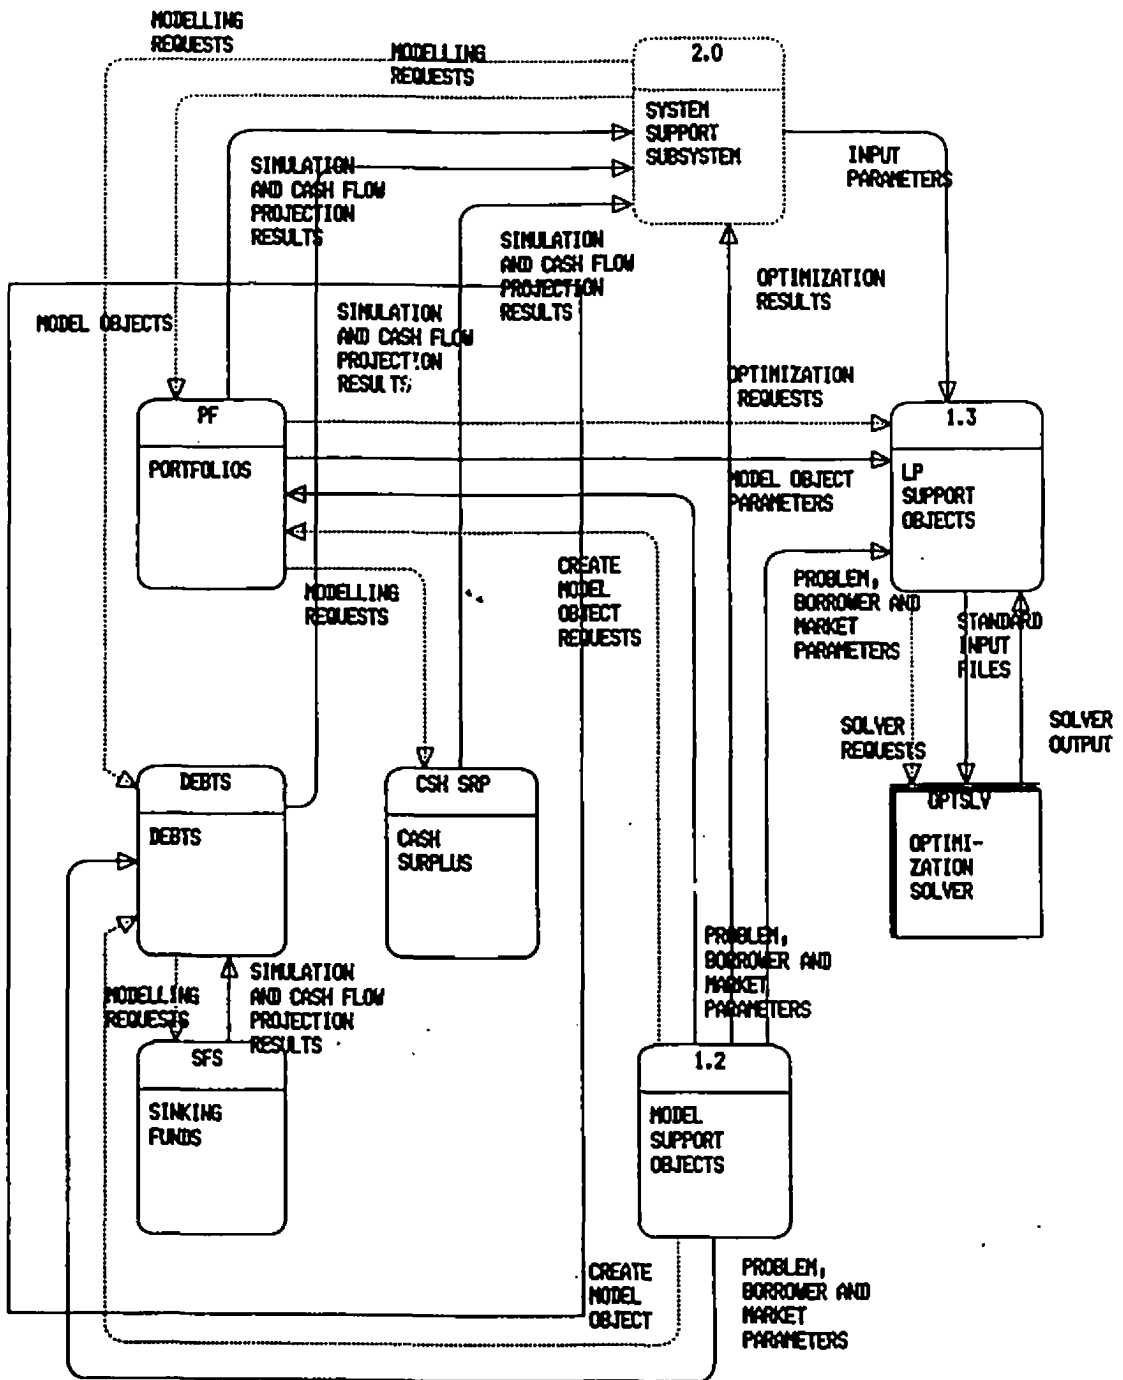 MODELLING
REQUESTS
MODELLING
REQUESTS
2.0
SYSTEM
SUPPORT
SUBSYSTEM
INPUT
PARAMETERS
SIMULATION
AND CASH FLOW
PROJECTION
RESULTS
SIMULATION
AND CASH FLOW
PROJECTION
RESULTS
OPTIMIZATION
RESULTS
MODEL OBJECTS
SIMULATION
AND CASH FLOW
PROJECTION
RESULTS
OPTIMIZATION
REQUESTS
PF
PORTFOLIOS
1.3
LP
SUPPORT
OBJECTS
MODEL OBJECT
PARAMETERS
MODELLING
REQUESTS
CREATE
MODEL
OBJECT
REQUESTS
PROBLEM,
BORROWER AND
MARKET
PARAMETERS
STANDARD
INPUT
FILES
SOLVER
REQUESTS
SOLVER
OUTPUT
DEBTS
DEBTS
CSH SRP
CASH
SURPLUS
OPTSLV
OPTIMI-
ZATION
SOLVER
MODELLING
REQUESTS
SIMULATION
AND CASH FLOW
PROJECTION
RESULTS
PROBLEM,
BORROWER AND
MARKET
PARAMETERS
SFS
SINKING
FUNDS
1.2
MODEL
SUPPORT
OBJECTS
CREATE
MODEL
OBJECT
PROBLEM,
BORROWER AND
MARKET
PARAMETERS